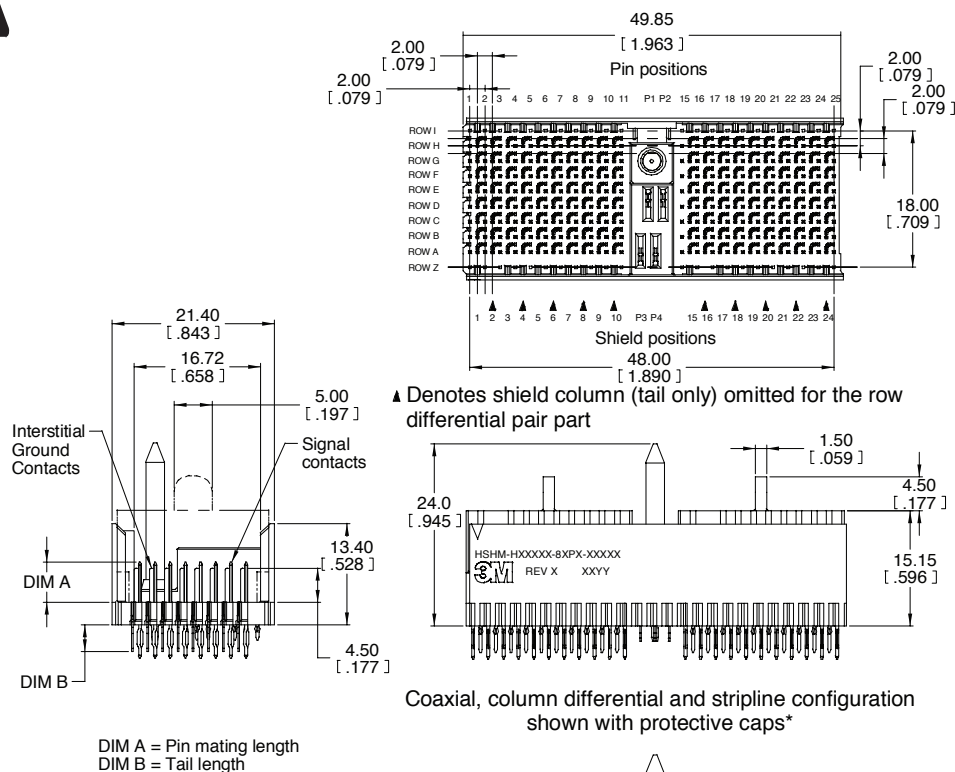 49.85
[ 1.963 ]
2.00
[ .079 ]
Pin positions
2.00
[ .079 ]
2.00
[ .079 ]
2.00
[ .079 ]
1 2 3 4 5 6 7 8 9 10 11 P1 P2 15 16 17 18 19 20 21 22 23 24 25
ROW I
ROW H
ROW G
ROW F
ROW E
ROW D
ROW C
ROW B
ROW A
ROW Z
18.00
[ .709 ]
1 2 3 4 5 6 7 8 9 10 P3 P4 15 16 17 18 19 20 21 22 23 24
Shield positions
48.00
[ 1.890 ]
▲ Denotes shield column (tail only) omitted for the row
differential pair part
21.40
[ .843 ]
16.72
[ .658 ]
5.00
[ .197 ]
Interstitial
Ground
Contacts
Signal
contacts
13.40
[ .528 ]
DIM A
4.50
[ .177 ]
DIM B
DIM A = Pin mating length
DIM B = Tail length
1.50
[ .059 ]
4.50
[ .177 ]
24.0
[ .945 ]
HSHM-HXXXXX-8XPX-XXXXX
3M REV X XXYY
15.15
[ .596 ]
Coaxial, column differential and stripline configuration
shown with protective caps*